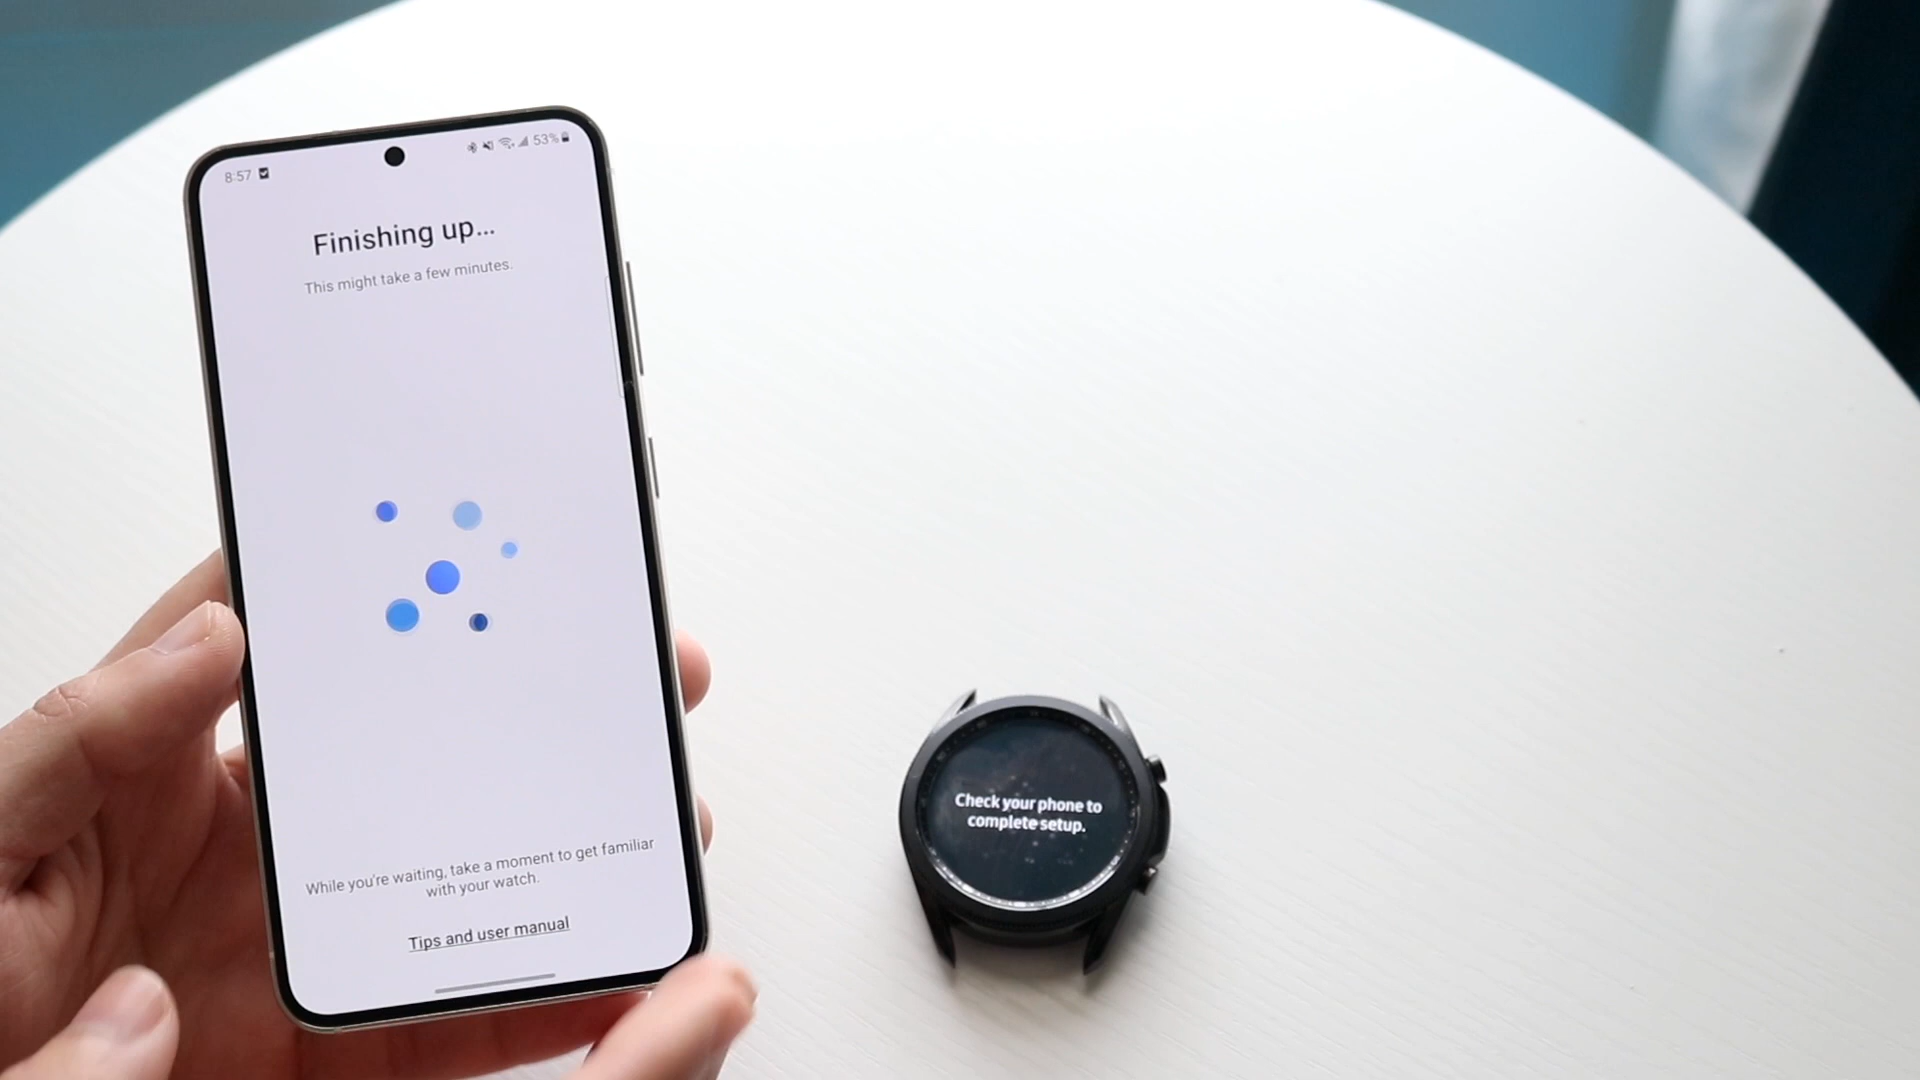 8:57
53%
Finishing up...
This might take a few minutes.
While you're waiting, take a moment to get familiar
with your watch.
Tips and user manual
Check your phone to
complete setup.